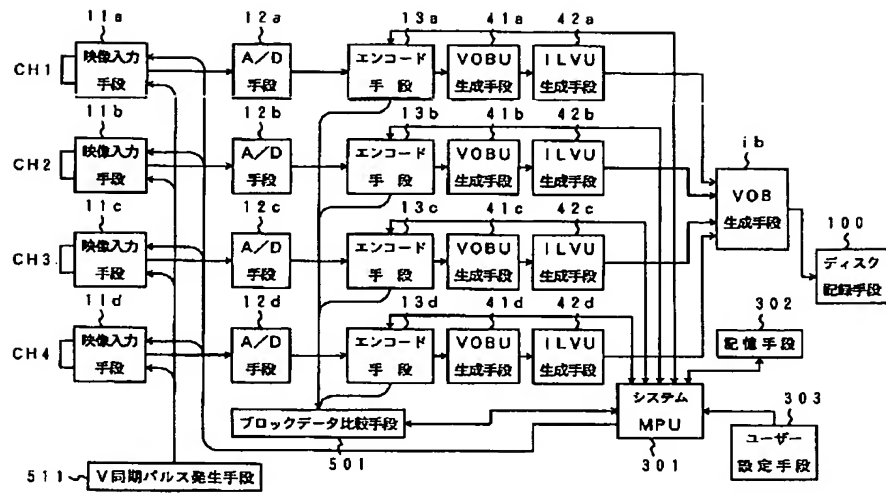 11a
12a
13a
41a
42a
CH1
映像入力
手段
A/D
手段
エンコード
手段
VOBU
生成手段
ILVU
生成手段
11b
12b
13b
41b
42b
CH2
映像入力
手段
A/D
手段
エンコード
手段
VOBU
生成手段
ILVU
生成手段
ib
VOB
生成手段
11c
12c
13c
41c
42c
CH3
映像入力
手段
A/D
手段
エンコード
手段
VOBU
生成手段
ILVU
生成手段
100
ディスク
記録手段
11d
12d
13d
41d
42d
CH4
映像入力
手段
A/D
手段
エンコード
手段
VOBU
生成手段
ILVU
生成手段
302
記憶手段
ブロックデータ比較手段
501
システム
MPU
301
303
ユーザー
設定手段
511
V同期パルス発生手段